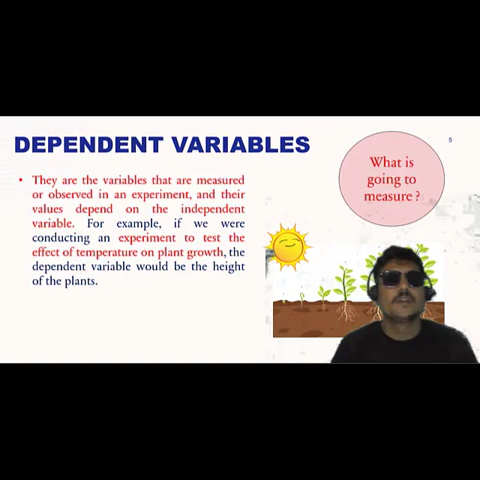 DEPENDENT VARIABLES
5
What is
going to
measure ?
• They are the variables that are measured
or observed in an experiment, and their
values depend on the independent
variable. For example, if we were
conducting an experiment to test the
effect of temperature on plant growth, the
dependent variable would be the height
of the plants.